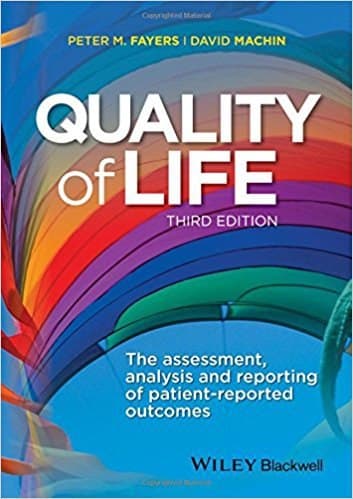 PETER M. FAYERS | DAVID MACHIN
QUALITY
of LIFE
THIRD EDITION
The assessment,
analysis and reporting
of patient-reported
outcomes
WILEY Blackwell